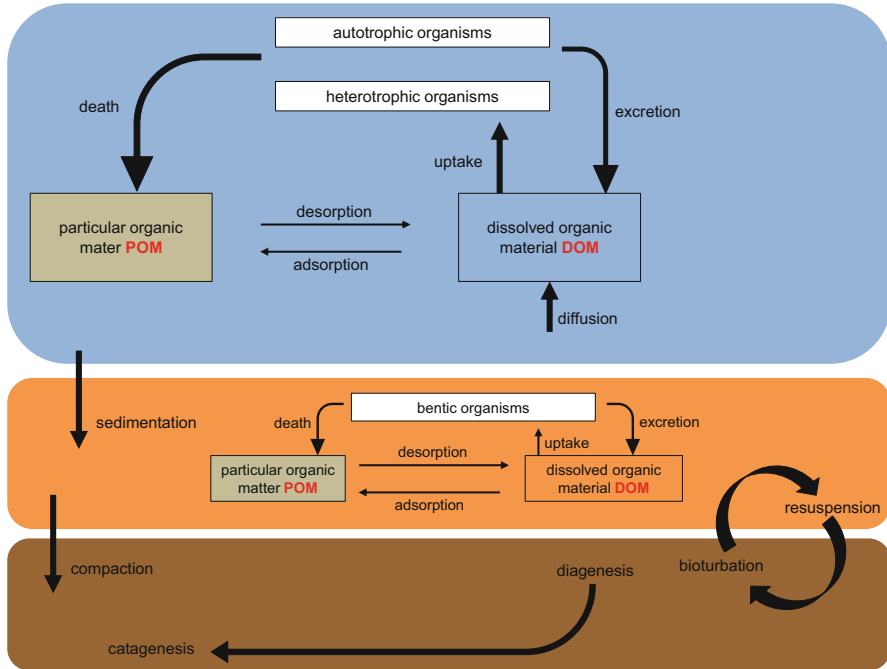 autotrophic organisms
heterotrophic organisms
death
excretion
uptake
particular organic
mater POM
desorption
adsorption
dissolved organic
material DOM
diffusion
sedimentation
bentic organisms
death
excretion
uptake
particular organic
matter POM
desorption
adsorption
dissolved organic
material DOM
resuspension
bioturbation
compaction
diagenesis
catagenesis